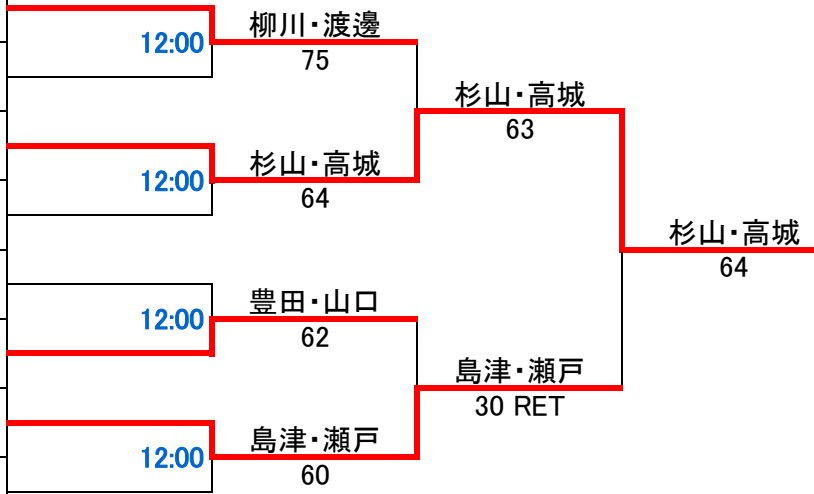 12:00
柳川・渡邊
75
12:00
杉山・高城
64
12:00
豊田・山口
62
12:00
島津・瀬戸
60
杉山・高城
63
島津・瀬戸
30 RET
杉山・高城
64